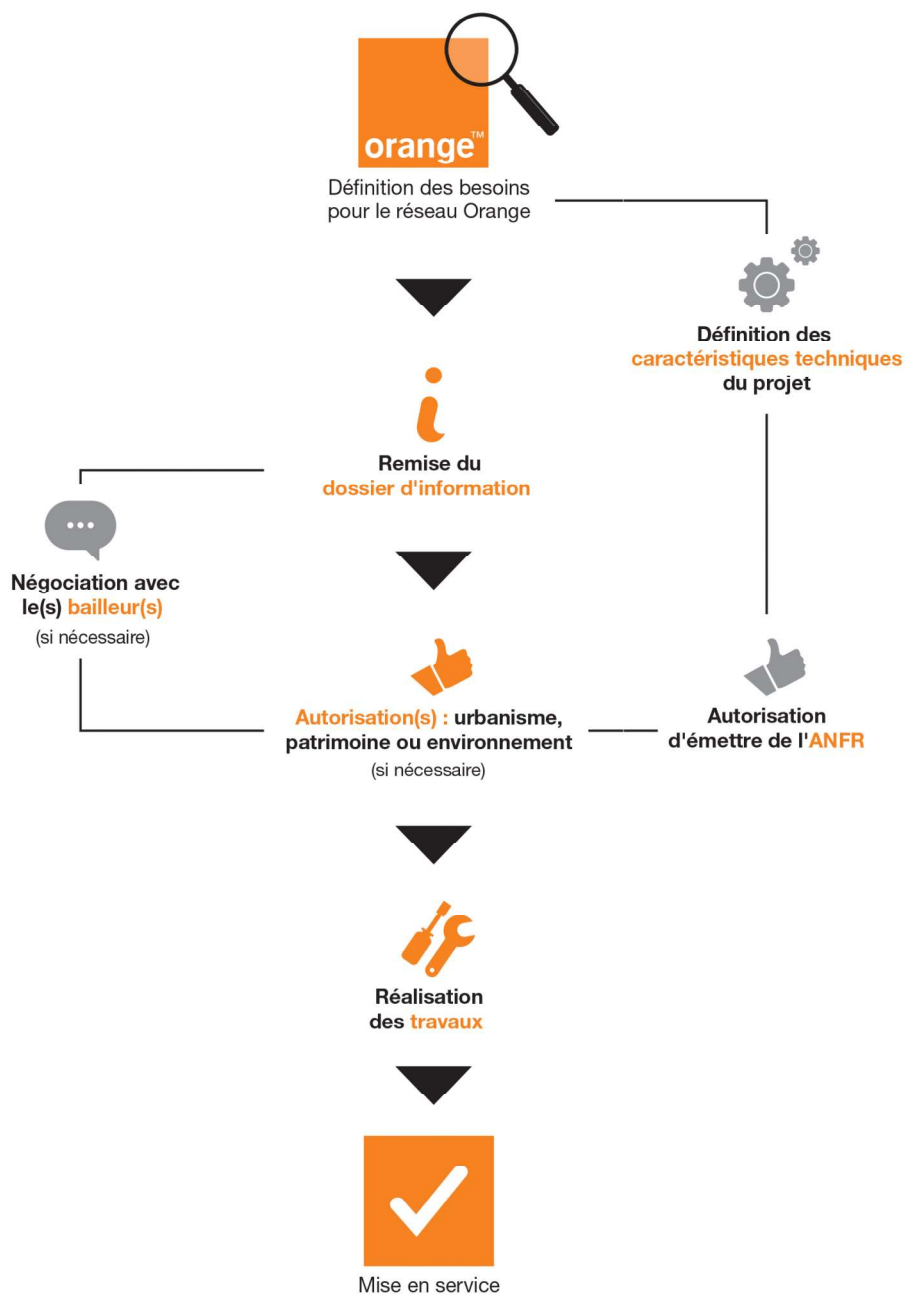 orange™
Définition des besoins
pour le réseau Orange
Définition des
caractéristiques techniques
du projet
Remise du
dossier d'information
Négociation avec
le(s) bailleur(s)
(si nécessaire)
Autorisation(s) : urbanisme,
patrimoine ou environnement
(si nécessaire)
Autorisation
d'émettre de l'ANFR
Réalisation
des travaux
Mise en service